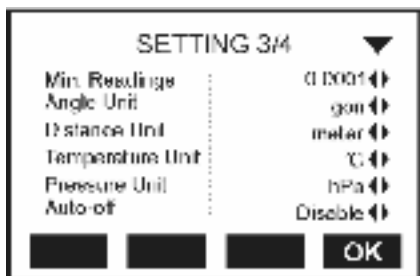 SETTING 3/4
Min. Readings 0.0001
Angle Unit gon
Distance Unit meter
Temperature Unit °C
Pressure Unit hPa
Auto-off Disable
OK